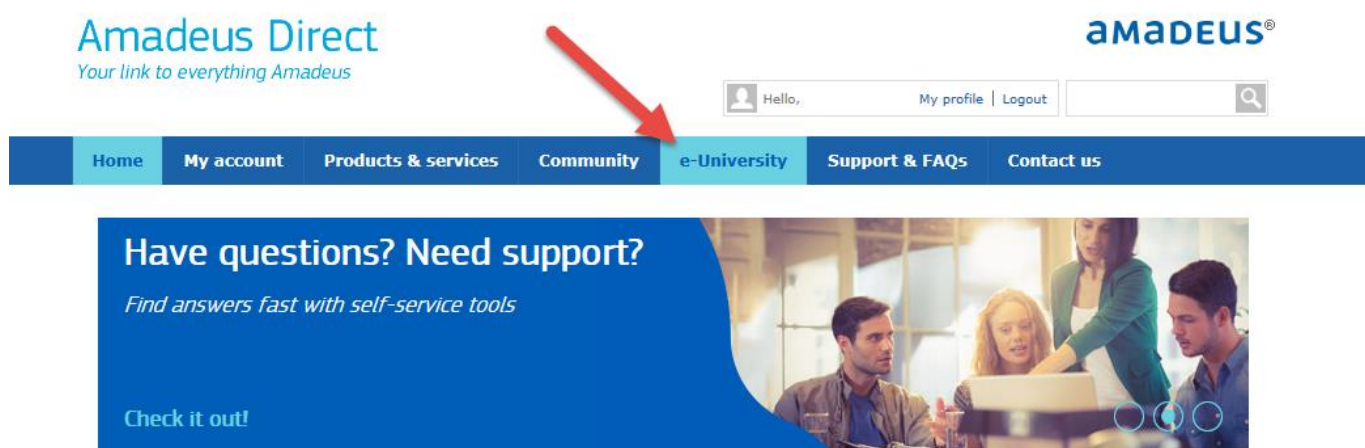 Amadeus Direct
Your link to everything Amadeus
aMaDEUS®
Hello, My profile | Logout
Home My account Products & services Community e-University Support & FAQs Contact us
Have questions? Need support?
Find answers fast with self-service tools
Check it out!